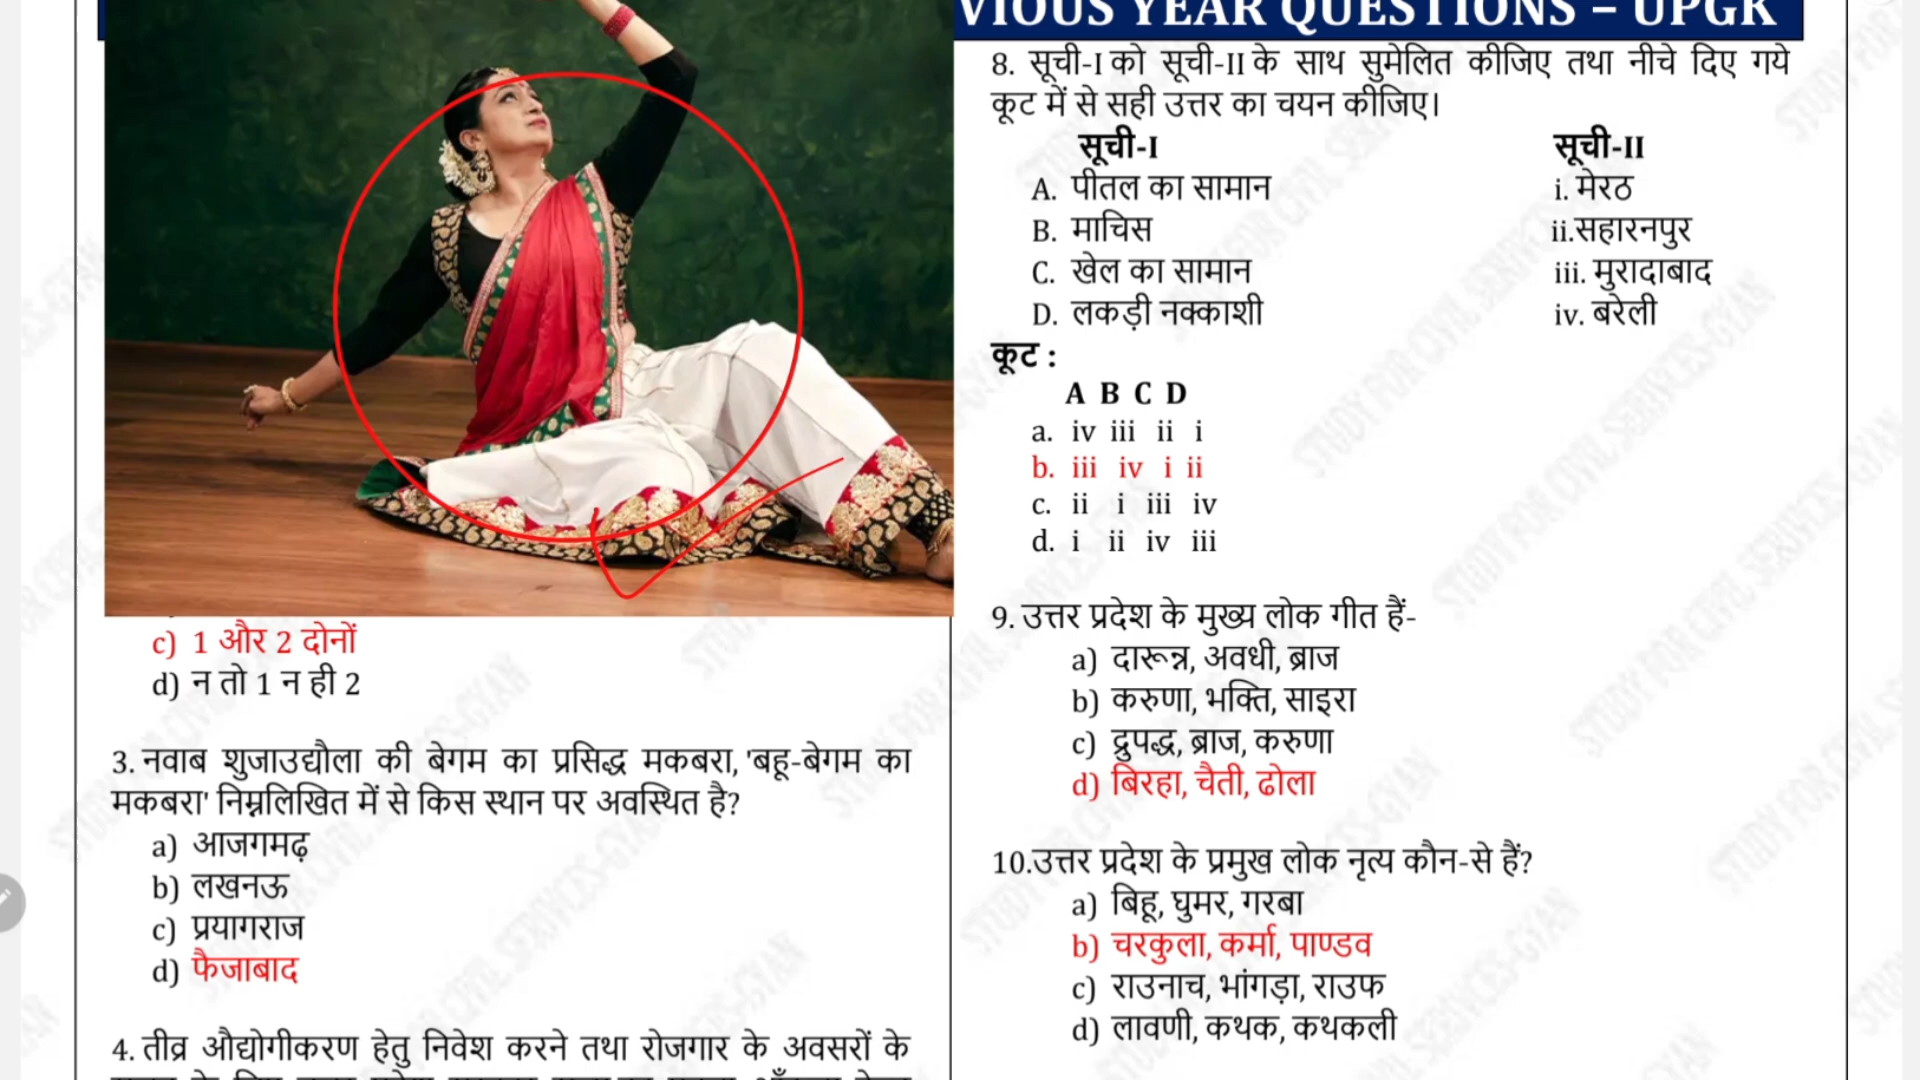 VIOUS YEAR QUESTIONS – UPGK
c) 1 और 2 दोनों
d) न तो 1 न ही 2
3. नवाब शुजाउद्यौला की बेगम का प्रसिद्ध मकबरा, 'बहू-बेगम का
मकबरा' निम्नलिखित में से किस स्थान पर अवस्थित है?
a) आजगमढ़
b) लखनऊ
c) प्रयागराज
d) फैजाबाद
4. तीव्र औद्योगीकरण हेतु निवेश करने तथा रोजगार के अवसरों के
8. सूची-I को सूची-II के साथ सुमेलित कीजिए तथा नीचे दिए गये
कूट में से सही उत्तर का चयन कीजिए।
सूची-I सूची-II
A. पीतल का सामान i. मेरठ
B. माचिस ii.सहारनपुर
C. खेल का सामान iii. मुरादाबाद
D. लकड़ी नक्काशी iv. बरेली
कूट :
A B C D
a. iv iii ii i
b. iii iv i ii
c. ii i iii iv
d. i ii iv iii
9. उत्तर प्रदेश के मुख्य लोक गीत हैं-
a) दारून्न, अवधी, ब्राज
b) करुणा, भक्ति, साइरा
c) द्रुपद्ध, ब्राज, करुणा
d) बिरहा, चैती, ढोला
10.उत्तर प्रदेश के प्रमुख लोक नृत्य कौन-से हैं?
a) बिहू, घुमर, गरबा
b) चरकुला, कर्मा, पाण्डव
c) राउनाच, भांगड़ा, राउफ
d) लावणी, कथक, कथकली